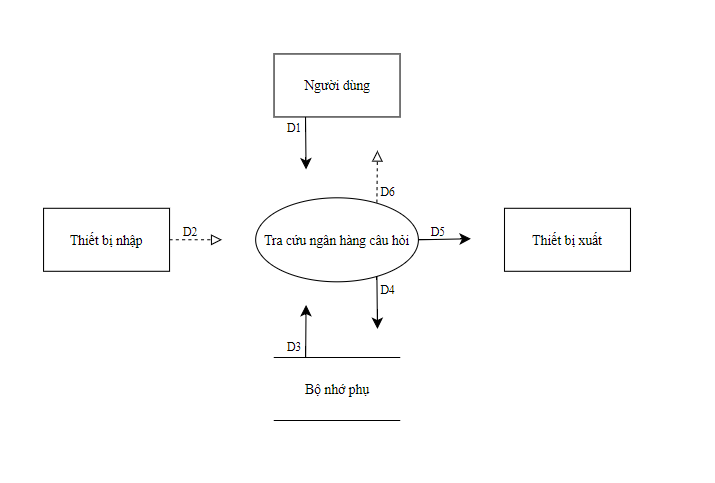 Người dùng
D1
D6
Thiết bị nhập
D2
Tra cứu ngân hàng câu hỏi
D5
Thiết bị xuất
D4
D3
Bộ nhớ phụ